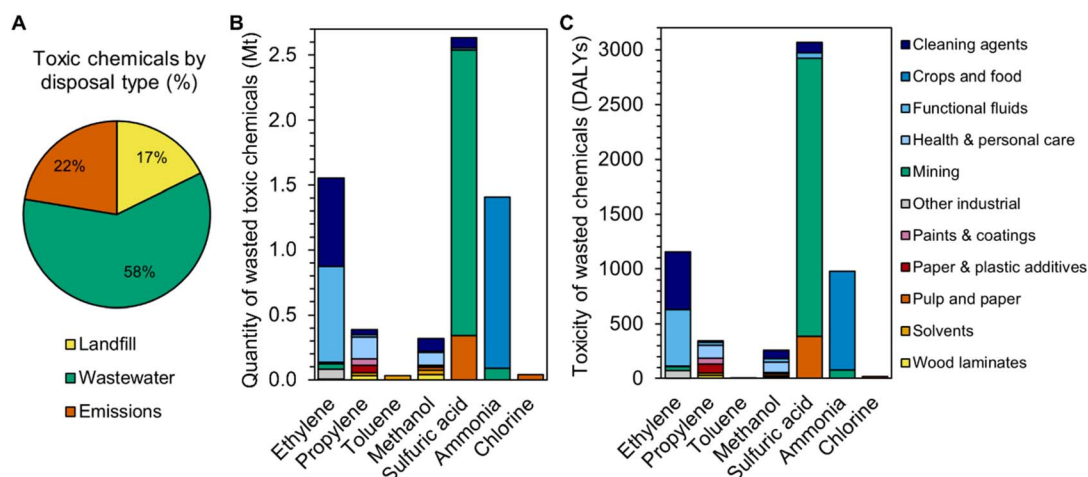 A
Toxic chemicals by
disposal type (%)
22%
17%
58%
Landfill
Wastewater
Emissions
B
Quantity of wasted toxic chemicals (Mt)
2.5
2.0
1.5
1.0
0.5
0.0
Ethylene
Propylene
Toluene
Methanol
Sulfuric acid
Ammonia
Chlorine
C
Toxicity of wasted chemicals (DALYs)
3000
2500
2000
1500
1000
500
0
Ethylene
Propylene
Toluene
Methanol
Sulfuric acid
Ammonia
Chlorine
Cleaning agents
Crops and food
Functional fluids
Health & personal care
Mining
Other industrial
Paints & coatings
Paper & plastic additives
Pulp and paper
Solvents
Wood laminates